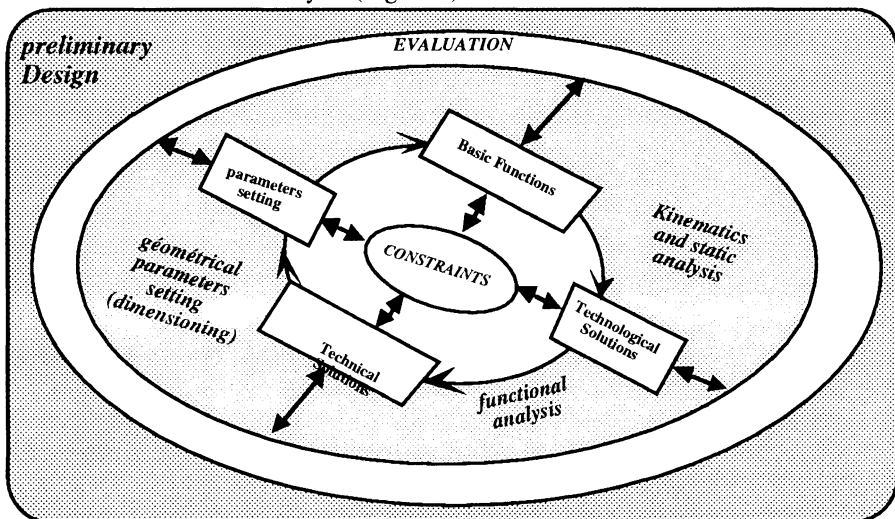 preliminary
Design
EVALUATION
Basic Functions
parameters
setting
CONSTRAINTS
Kinematics
and static
analysis
géométrical
parameters
setting
(dimensioning)
Technological
Solutions
Technical
Solutions
functional
analysis